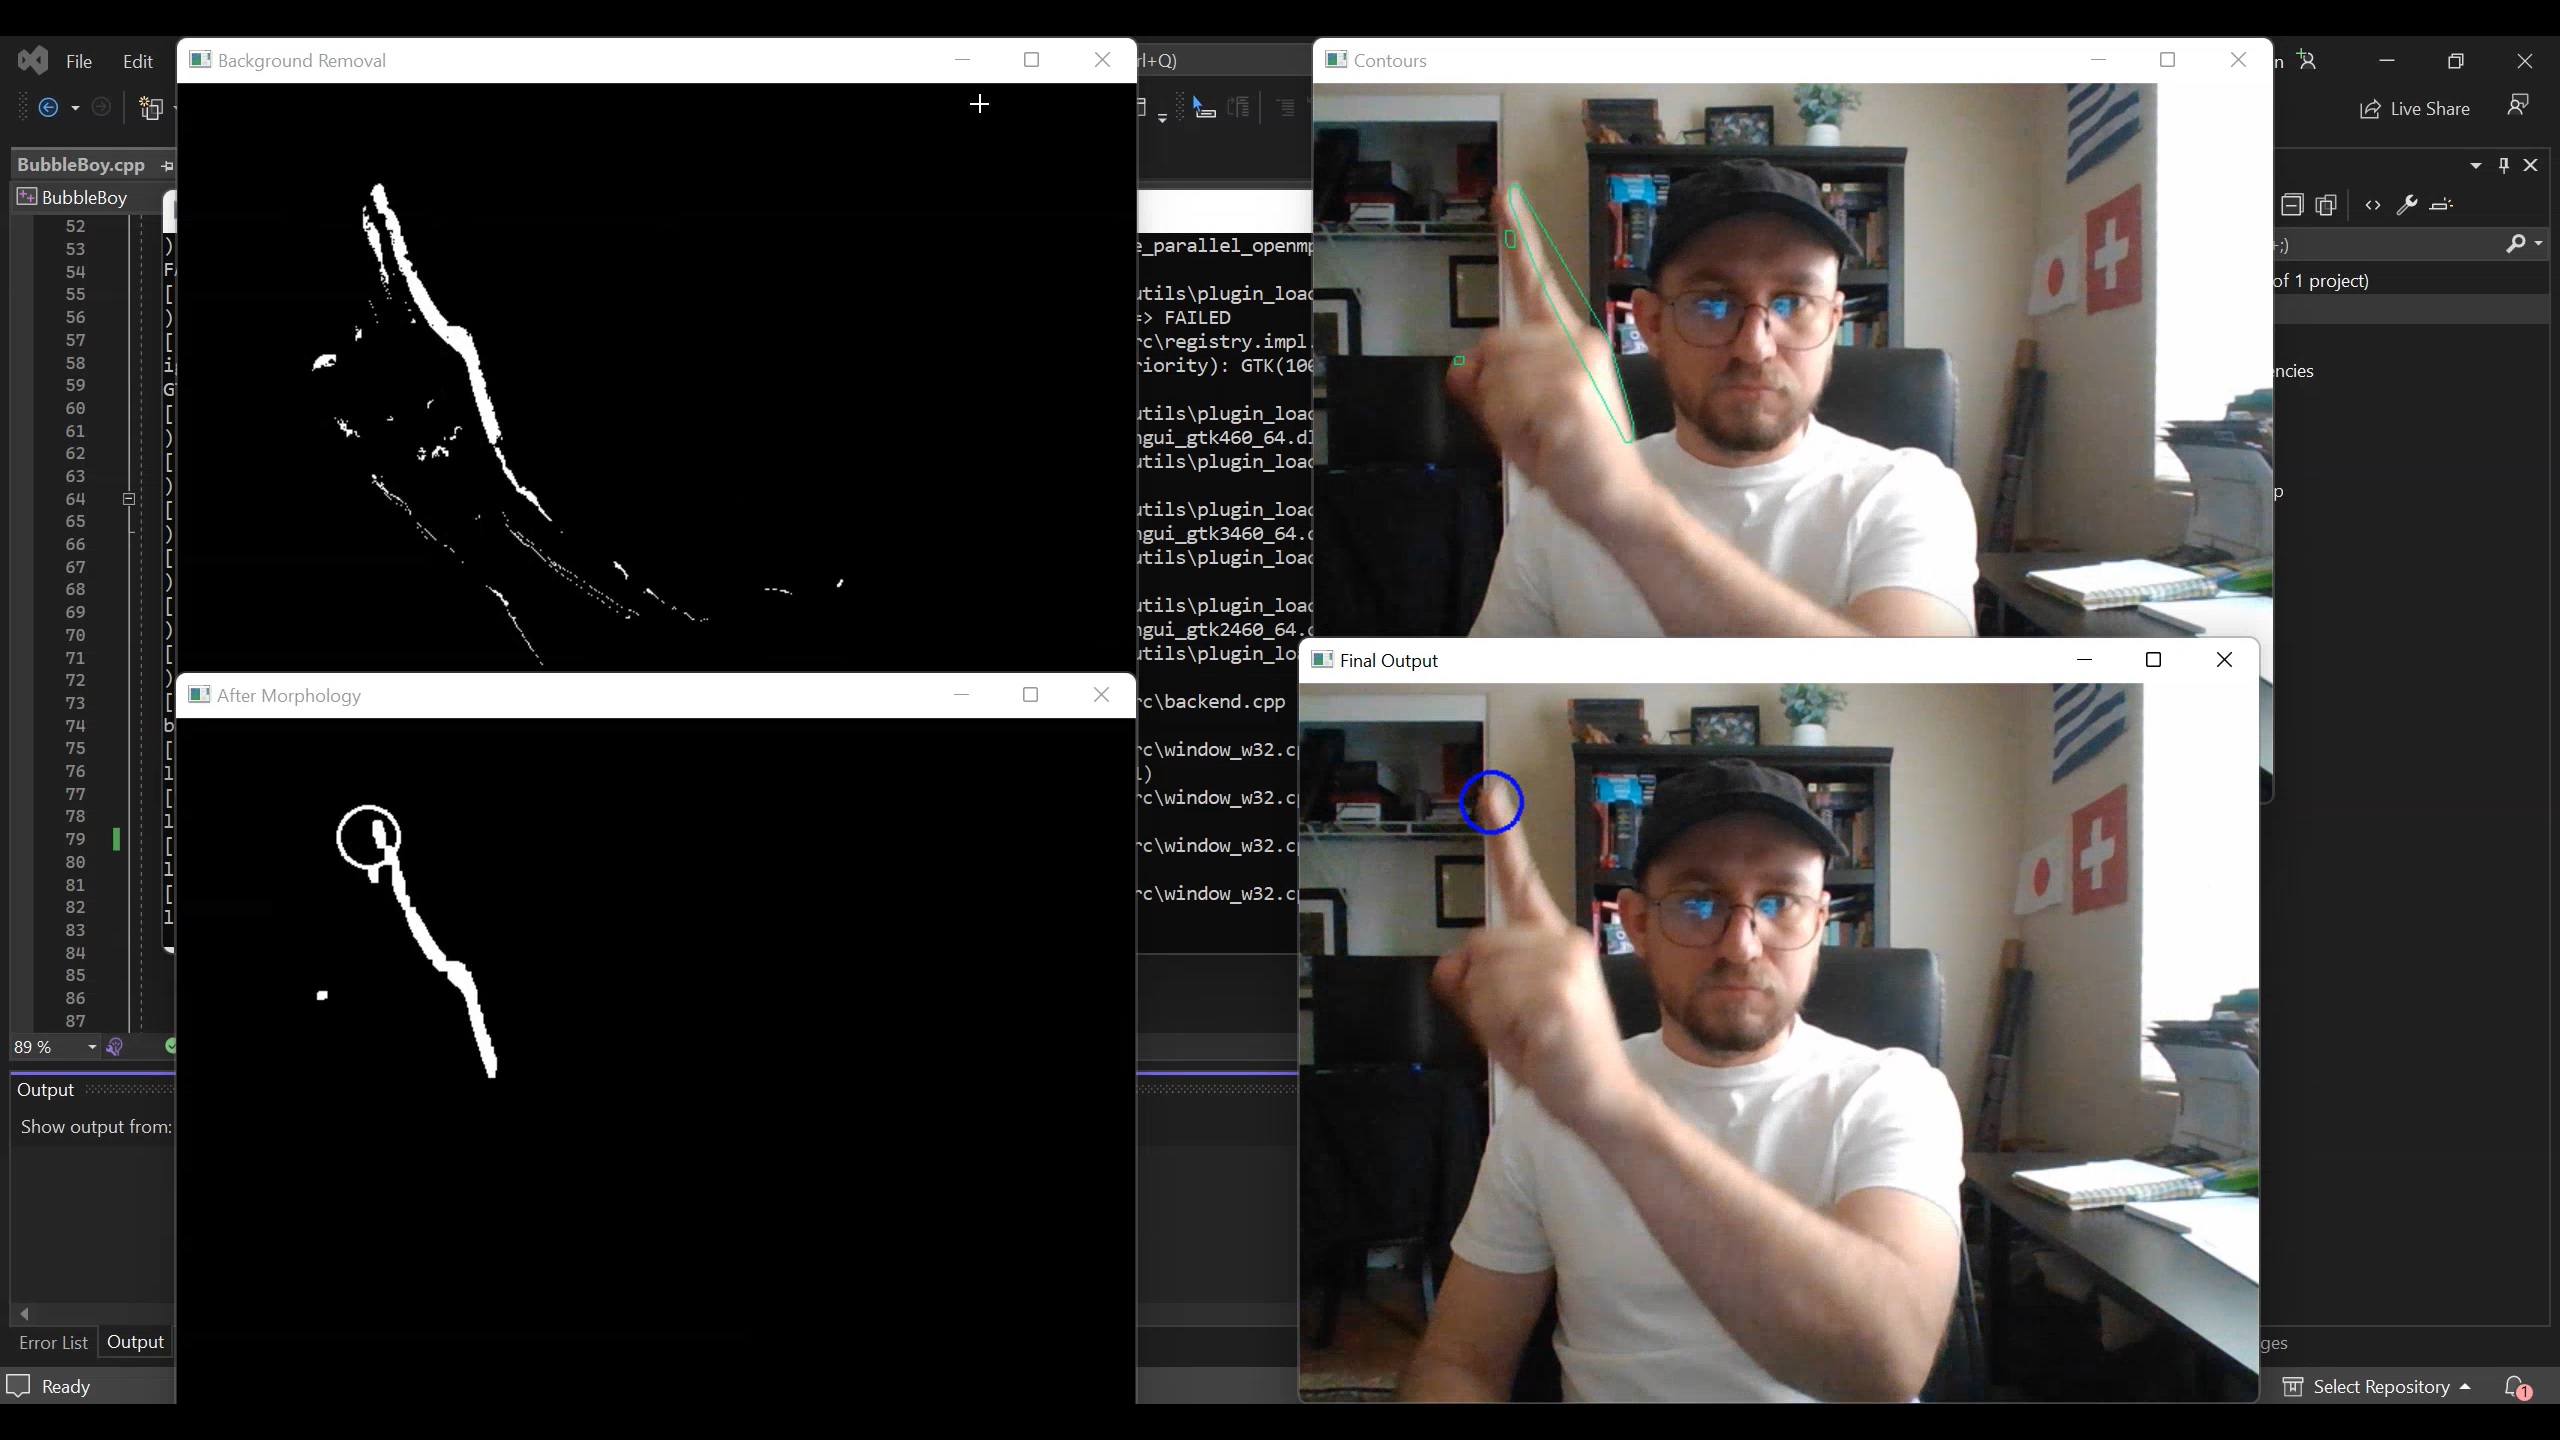 File Edit
Background Removal
rl+Q)
Contours
n
Live Share
BubbleBoy.cpp
BubbleBoy
52
53
54
55
56
57
58
59
60
61
62
63
64
65
66
67
68
69
70
71
72
73
74
75
76
77
78
79
80
81
82
83
84
85
86
87
)
F
[
)
[
i
G
[
)
[
)
[
)
[
)
[
)
[
)
[
b
[
l
[
l
[
l
[
l
e_parallel_openmp
utils\plugin_load
=> FAILED
rc\registry.impl.
iority): GTK(100
utils\plugin_load
ngui_gtk460_64.dl
utils\plugin_load
utils\plugin_load
ngui_gtk3460_64.d
utils\plugin_load
utils\plugin_load
ngui_gtk2460_64.d
utils\plugin_lo
rc\backend.cpp
rc\window_w32.cp
l)
rc\window_w32.cp
rc\window_w32.cp
rc\window_w32.cp
+;)
of 1 project)
encies
p
After Morphology
Final Output
89 %
Output
Show output from:
Error List Output
ges
Ready
Select Repository
1